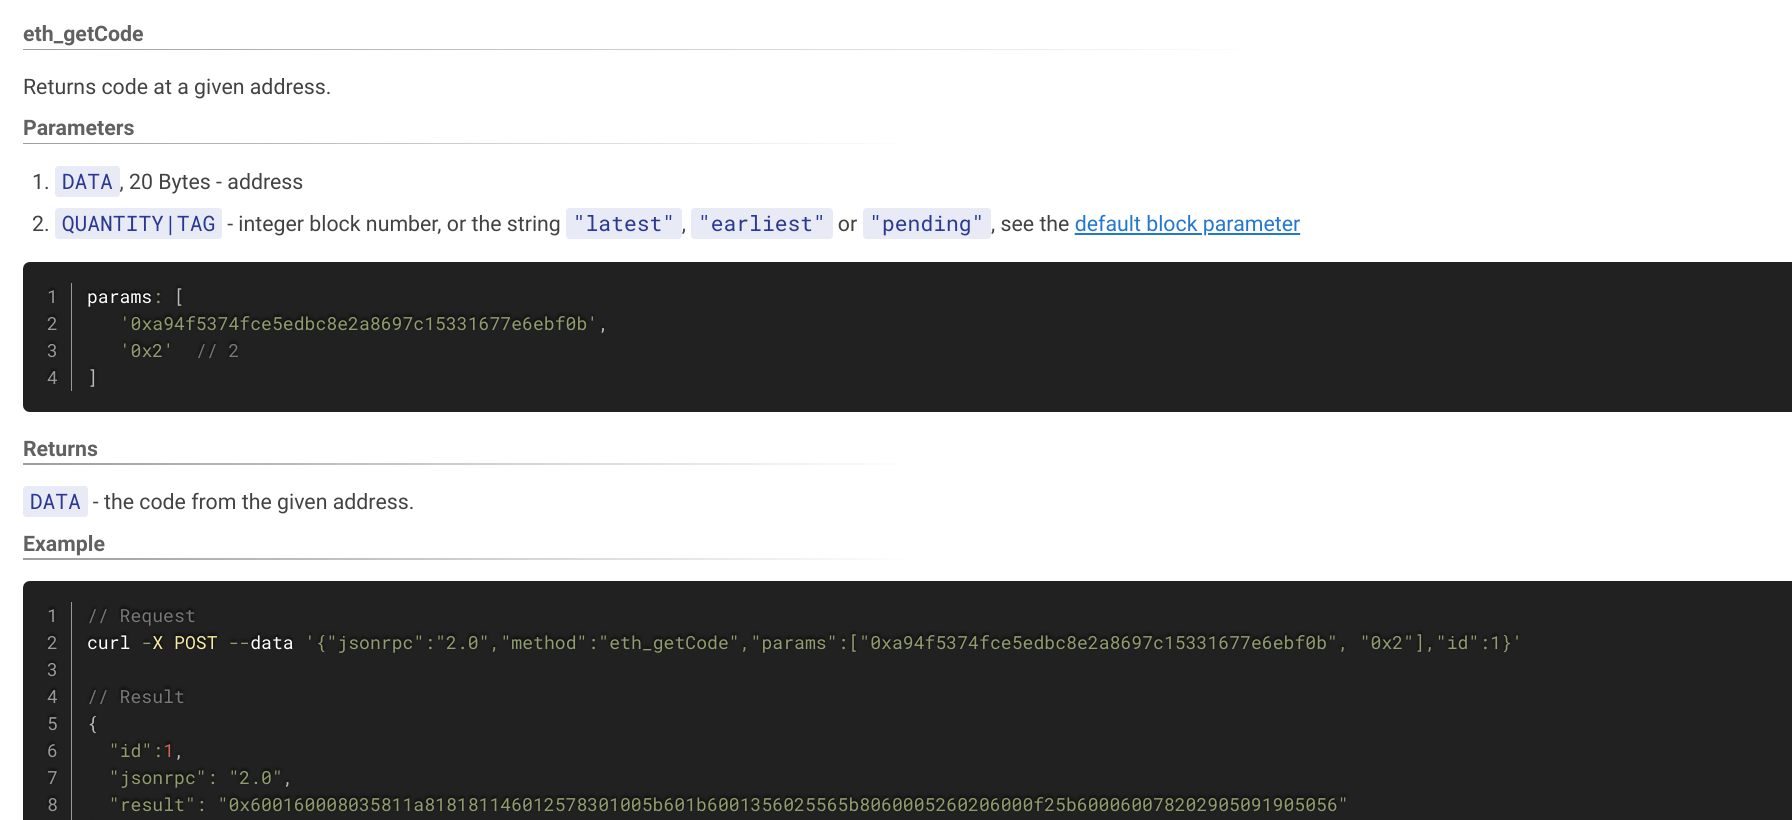 eth_getCode
Returns code at a given address.
Parameters
1. DATA, 20 Bytes - address
2. QUANTITY|TAG - integer block number, or the string "latest", "earliest" or "pending", see the default block parameter
1 params: [
2 '0xa94f5374fce5edbc8e2a8697c15331677e6ebf0b',
3 '0x2' // 2
4 ]
Returns
DATA - the code from the given address.
Example
1 // Request
2 curl -X POST --data '{"jsonrpc":"2.0","method":"eth_getCode","params":["0xa94f5374fce5edbc8e2a8697c15331677e6ebf0b", "0x2"],"id":1}'
3
4 // Result
5 {
6 "id":1,
7 "jsonrpc": "2.0",
8 "result": "0x600160008035811a818181146012578301005b601b6001356025565b8060005260206000f25b600060078202905091905056"